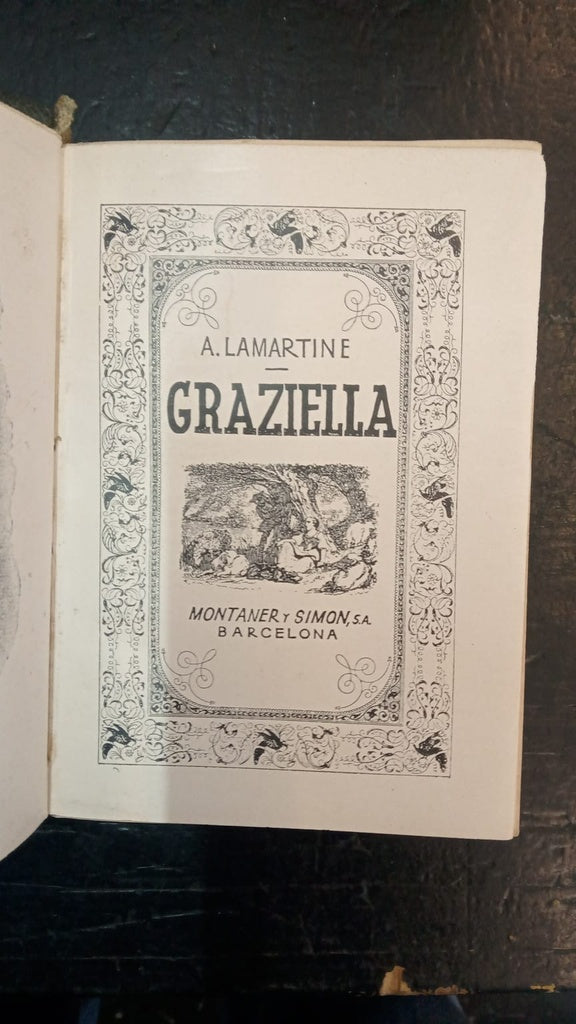 A. LAMARTINE
GRAZIELLA
MONTANER Y SIMON, S.A.
BARCELONA